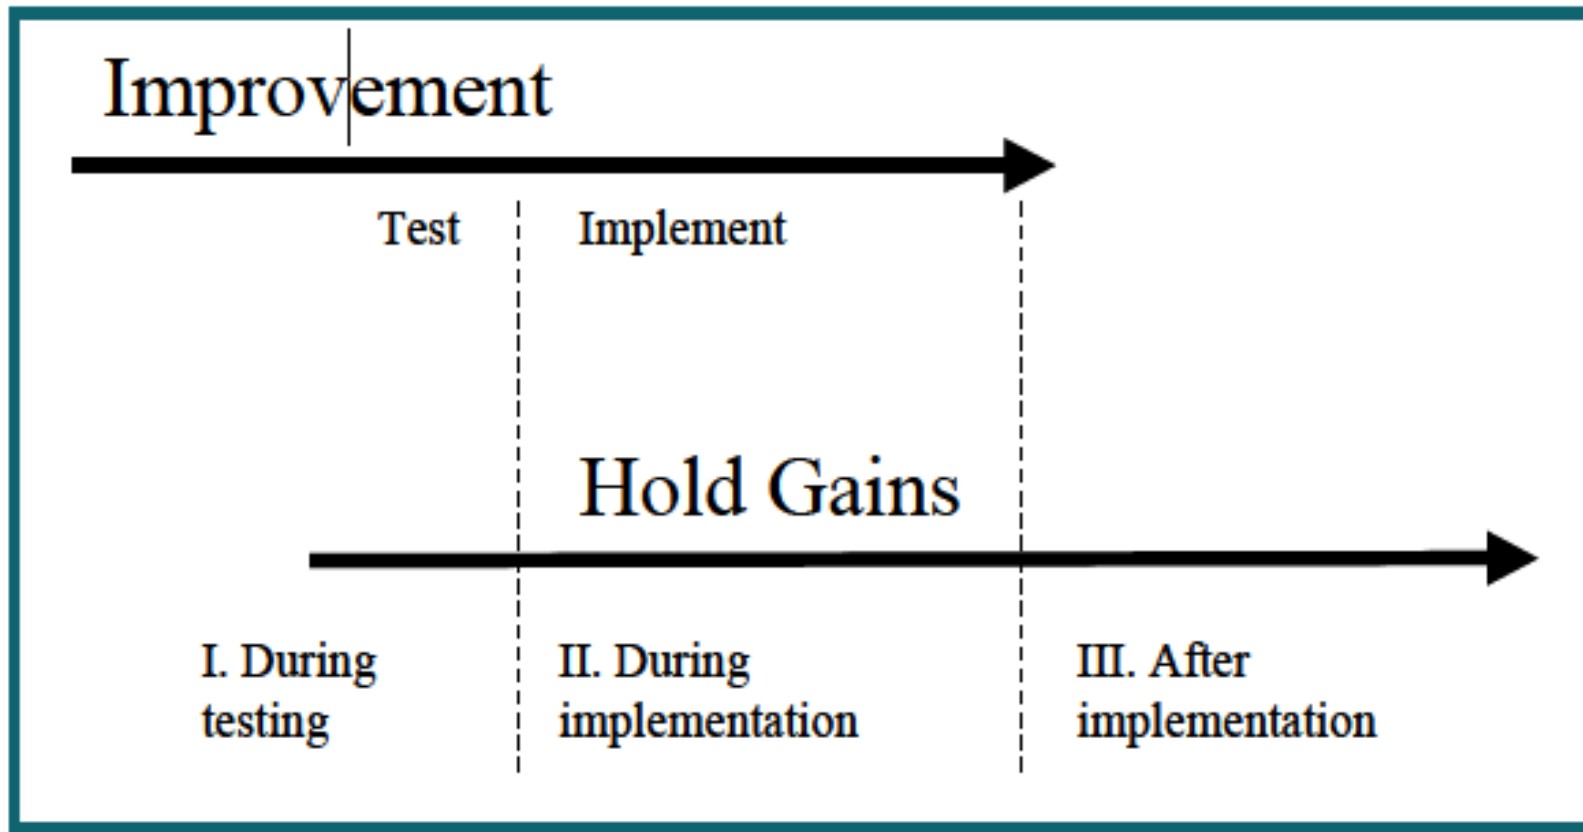 Improvement
Test
Implement
Hold Gains
I. During
testing
II. During
implementation
III. After
implementation